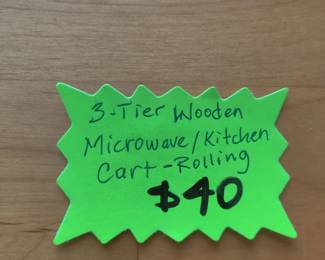 3-Tier Wooden
Microwave/Kitchen
Cart-Rolling
$40